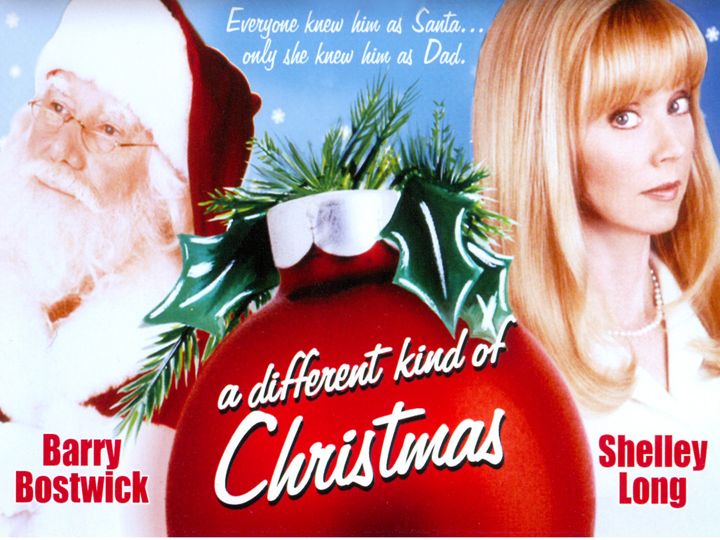 Everyone knew him as Santa...
only she knew him as Dad.
a different kind of
Christmas
Barry
Bostwick
Shelley
Long